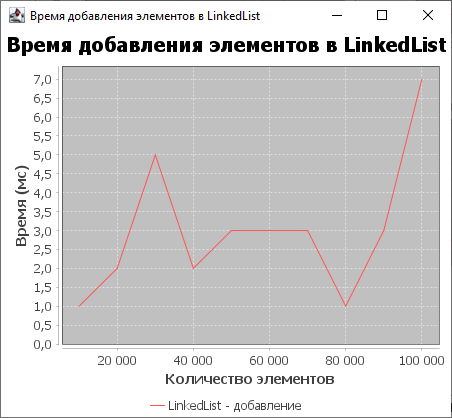 Время добавления элементов в LinkedList
Время добавления элементов в LinkedList
Время (мс)
7,0
6,5
6,0
5,5
5,0
4,5
4,0
3,5
3,0
2,5
2,0
1,5
1,0
0,5
0,0
20 000 40 000 60 000 80 000 100 000
Количество элементов
LinkedList - добавление